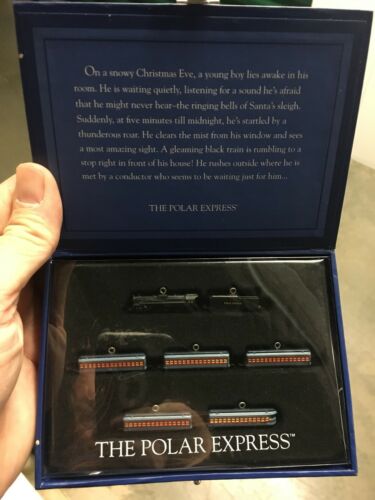 On a snowy Christmas Eve, a young boy lies awake in his
room. He is waiting quietly, listening for a sound he's afraid
that he might never hear–the ringing bells of Santa's sleigh.
Suddenly, at five minutes till midnight, he's startled by a
thunderous roar. He clears the mist from his window and sees
a most amazing sight. A gleaming black train is rumbling to a
stop right in front of his house! He rushes outside where he is
met by a conductor who seems to be waiting just for him...
THE POLAR EXPRESS
THE POLAR EXPRESS™